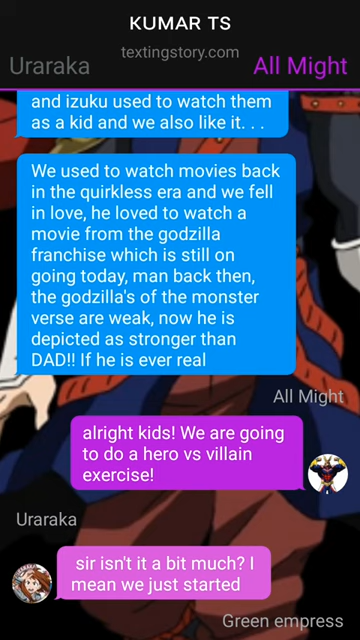 KUMAR TS
textingstory.com
Uraraka
All Might
and izuku used to watch them
as a kid and we also like it. . .
We used to watch movies back
in the quirkless era and we fell
in love, he loved to watch a
movie from the godzilla
franchise which is still on
going today, man back then,
the godzilla's of the monster
verse are weak, now he is
depicted as stronger than
DAD!! If he is ever real
All Might
alright kids! We are going
to do a hero vs villain
exercise!
Uraraka
sir isn't it a bit much? I
mean we just started
Green empress